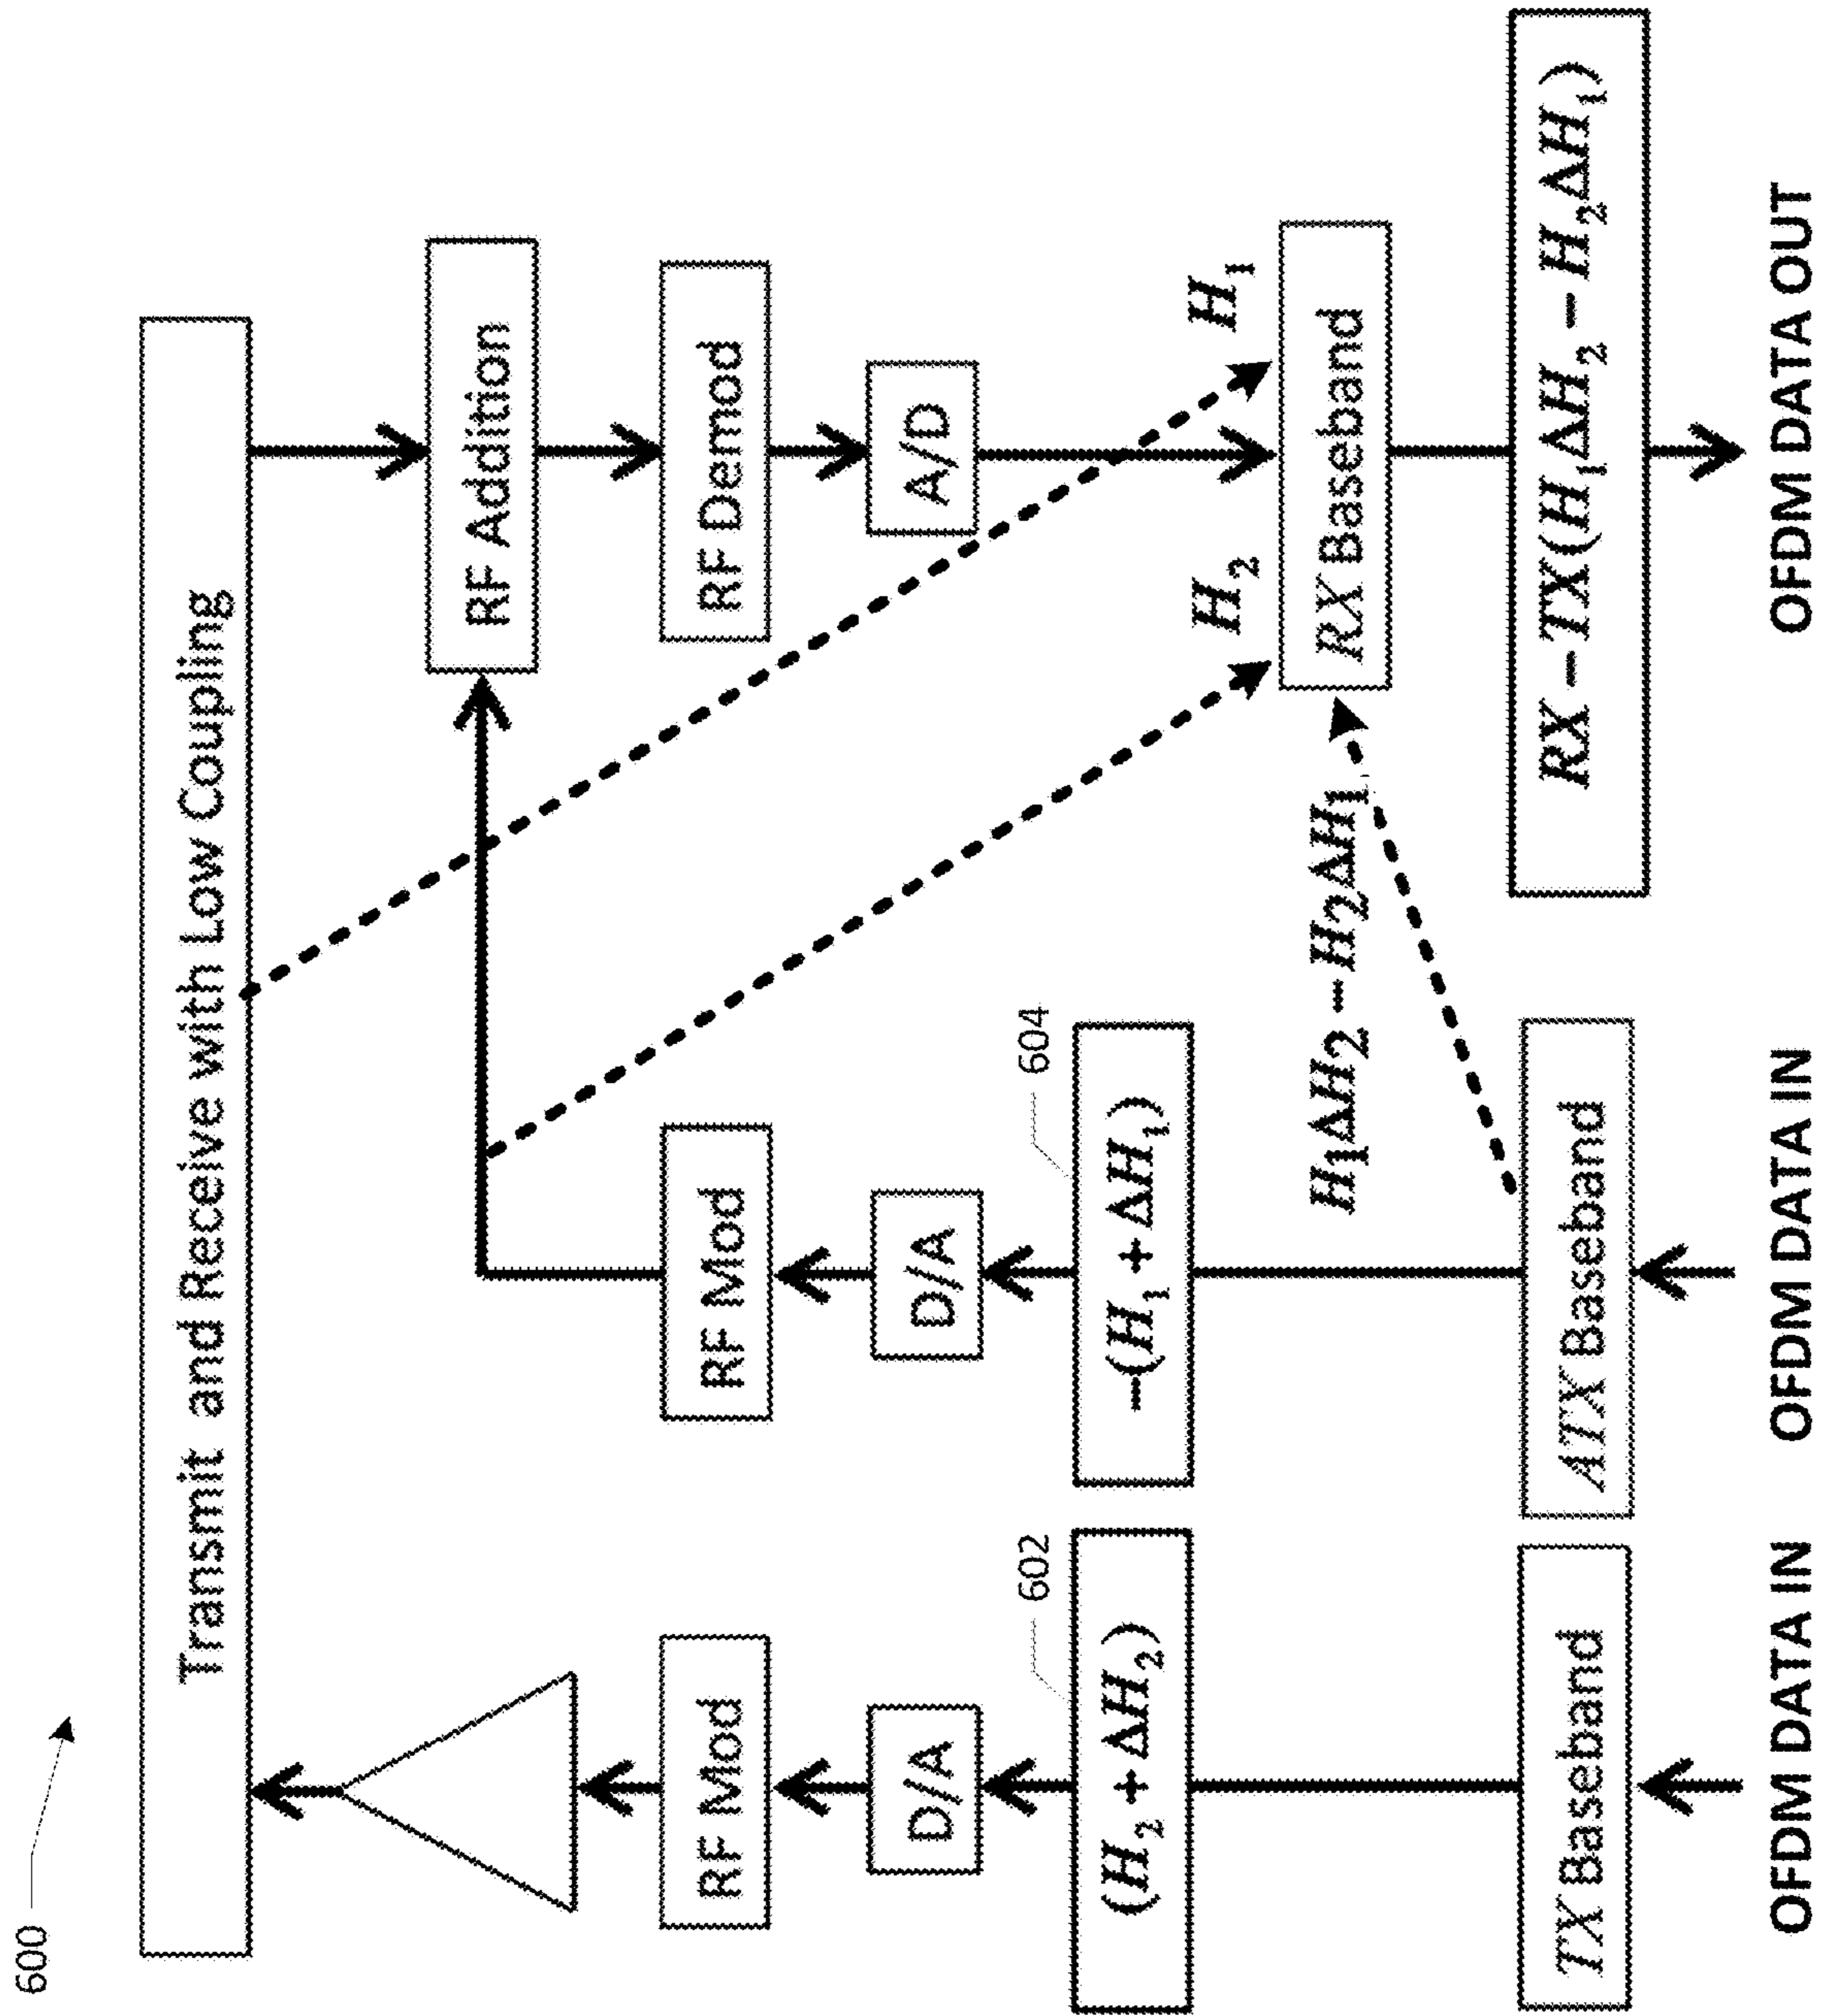 600
Transmit and Receive with Low Coupling
RF Addition
RF Mod
RF Mod
RF Demod
D/A
D/A
A/D
602
604
(H₂ + ΔH₂)
−(H₁ + ΔH₁)
H₂
H₁
H₁ΔH₂ − H₂ΔH₁
TX Baseband
ATX Baseband
RX Baseband
RX − TX(H₁ΔH₂ − H₂ΔH₁)
OFDM DATA IN
OFDM DATA IN
OFDM DATA OUT